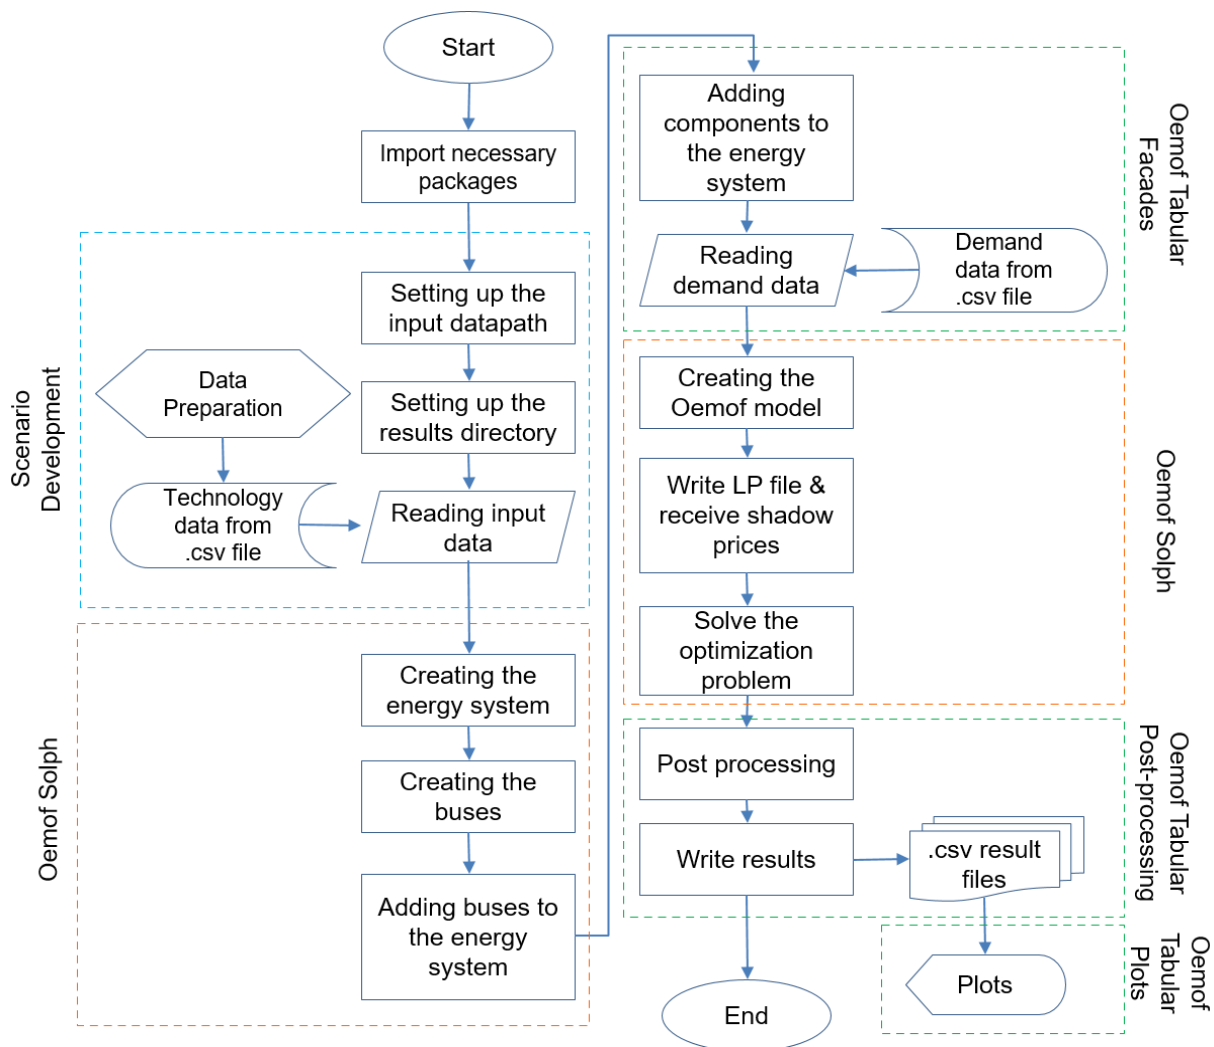 Start
Import necessary
packages
Scenario
Development
Setting up the
input datapath
Data
Preparation
Setting up the
results directory
Technology
data from
.csv file
Reading input
data
Oemof Solph
Creating the
energy system
Creating the
buses
Adding buses to
the energy
system
Oemof Tabular
Facades
Adding
components to
the energy
system
Reading
demand data
Demand
data from
.csv file
Oemof Solph
Creating the
Oemof model
Write LP file &
receive shadow
prices
Solve the
optimization
problem
Oemof Tabular
Post-processing
Post processing
Write results
.csv result
files
Oemof
Tabular
Plots
Plots
End